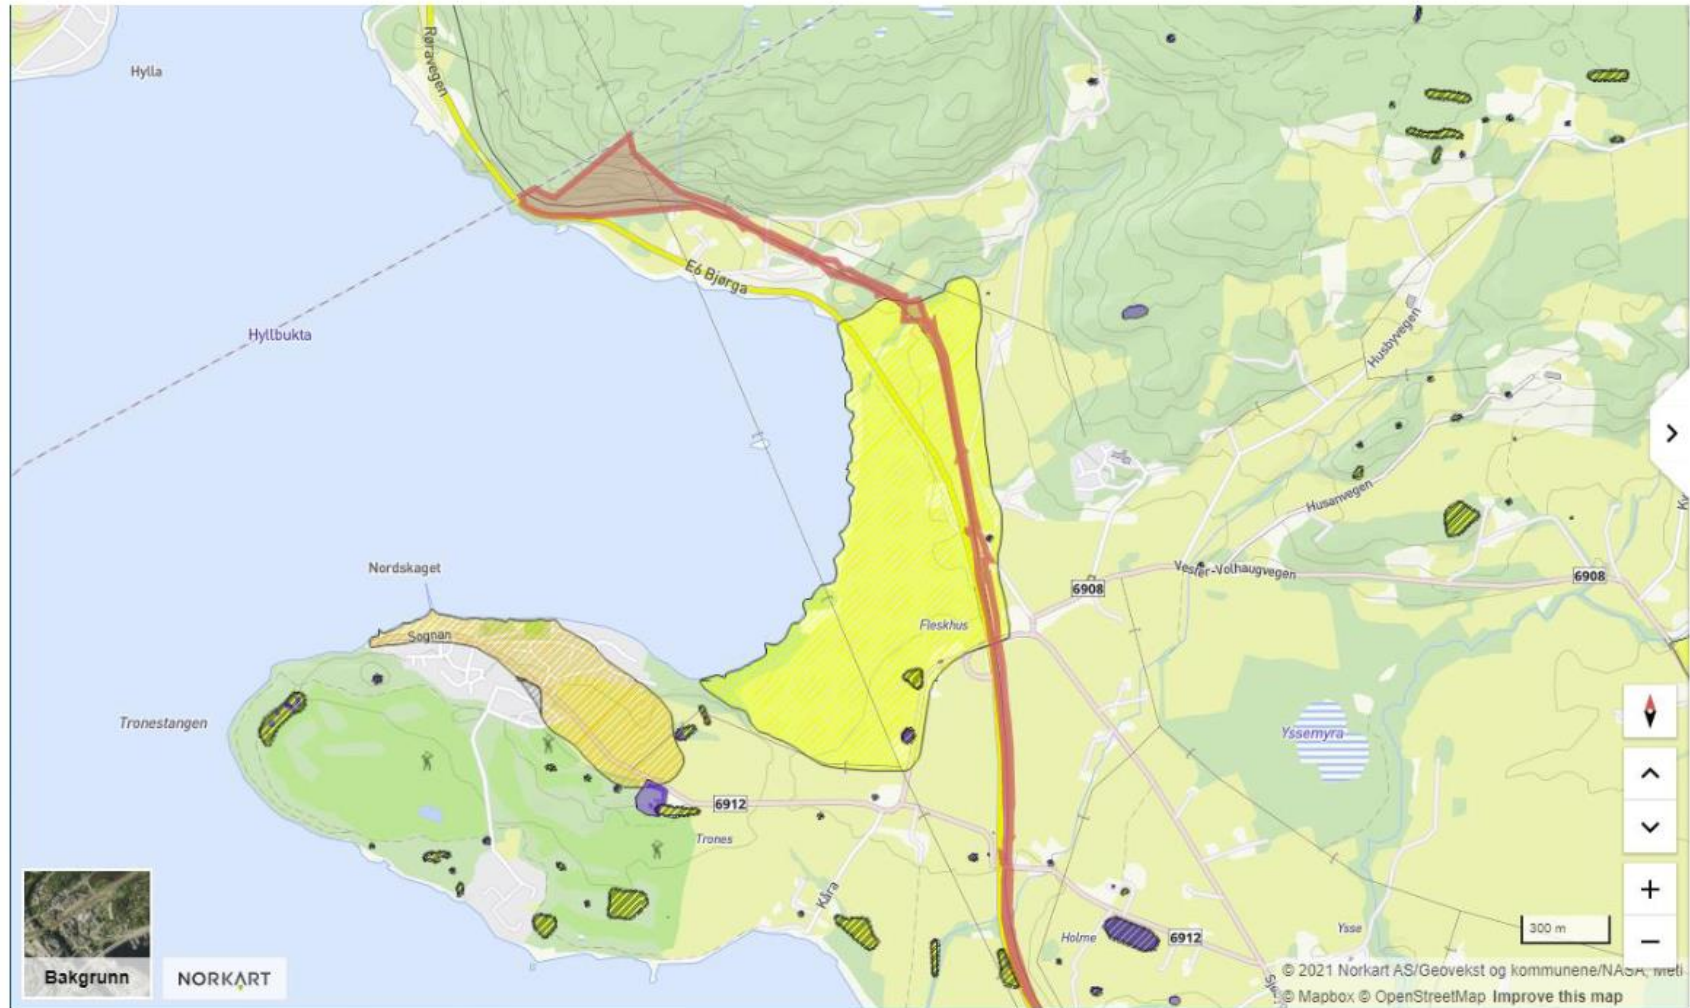 Røravegen
Hylla
E6 Bjørga
Hyllbukta
Husbyvegen
Husanvegen
Vester-Volhaugvegen
6908
6908
Nordskaget
Sognan
Fleskhus
Tronestangen
Yssemyra
6912
Trones
Kåra
Holme
6912
Ysse
300 m
Bakgrunn
NORKART
© 2021 Norkart AS/Geovekst og kommunene/NASA, Meti
© Mapbox © OpenStreetMap Improve this map